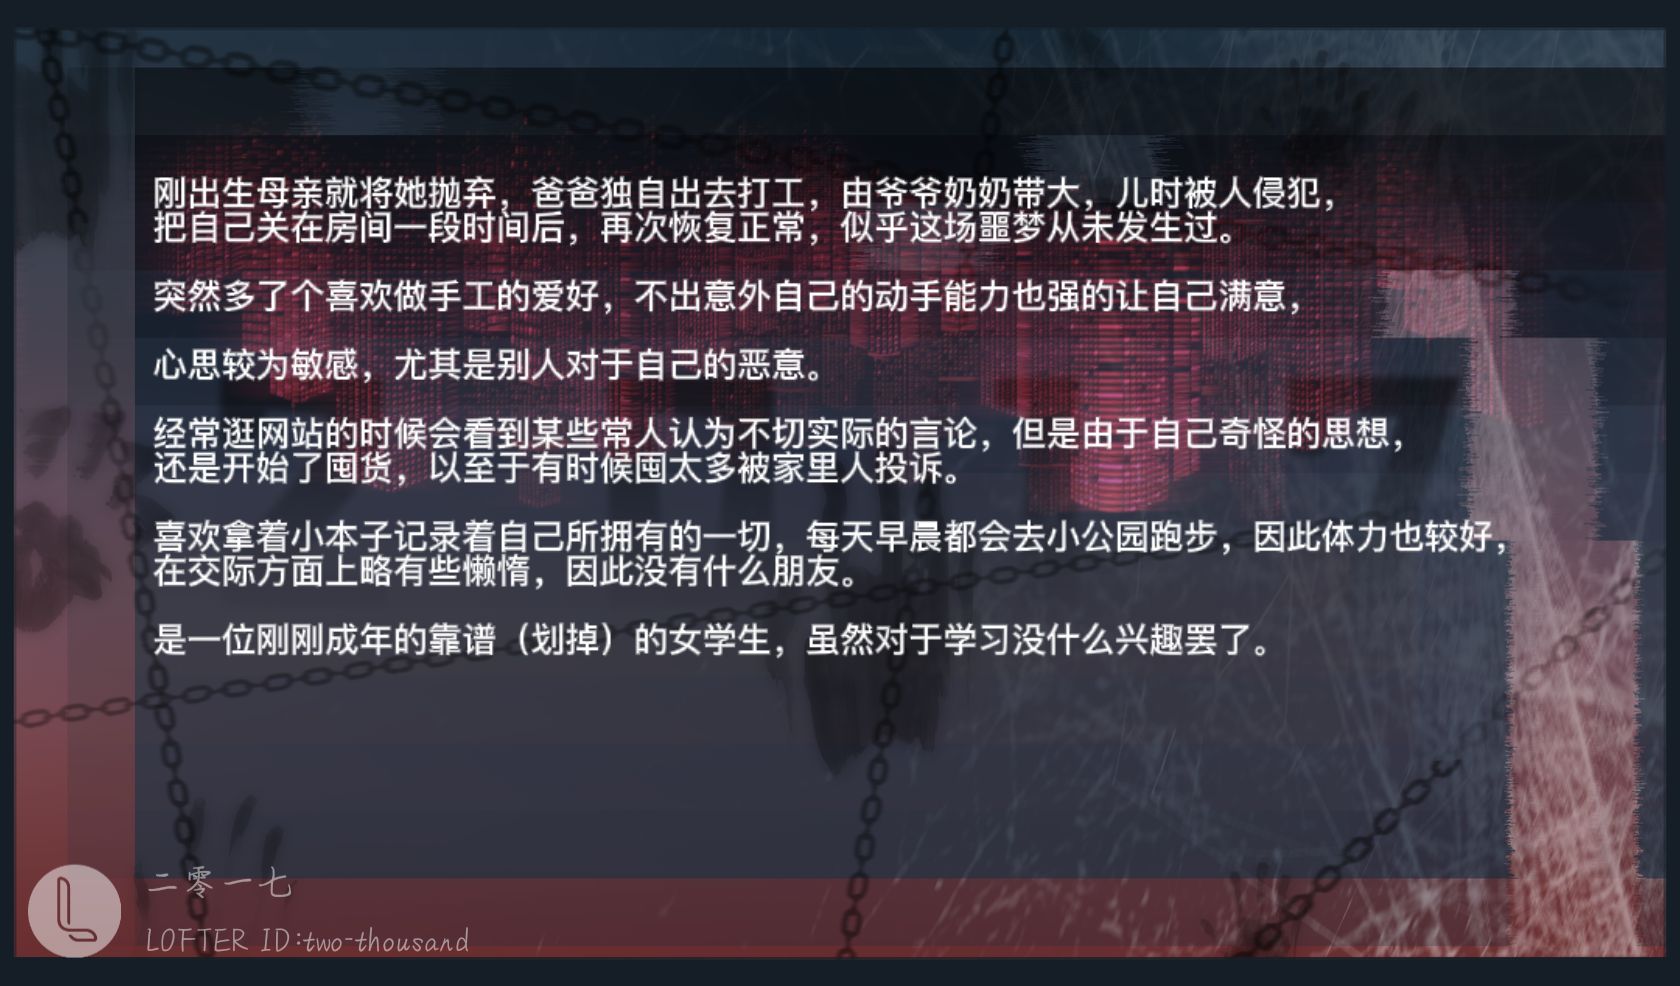 刚出生母亲就将她抛弃，爸爸独自出去打工，由爷爷奶奶带大，儿时被人侵犯，
把自己关在房间一段时间后，再次恢复正常，似乎这场噩梦从未发生过。
突然多了个喜欢做手工的爱好，不出意外自己的动手能力也强的让自己满意，
心思较为敏感，尤其是别人对于自己的恶意。
经常逛网站的时候会看到某些常人认为不切实际的言论，但是由于自己奇怪的思想，
还是开始了囤货，以至于有时候囤太多被家里人投诉。
喜欢拿着小本子记录着自己所拥有的一切，每天早晨都会去小公园跑步，因此体力也较好，
在交际方面上略有些懒惰，因此没有什么朋友。
是一位刚刚成年的靠谱（划掉）的女学生，虽然对于学习没什么兴趣罢了。
二零一七
LOFTER ID:two-thousand